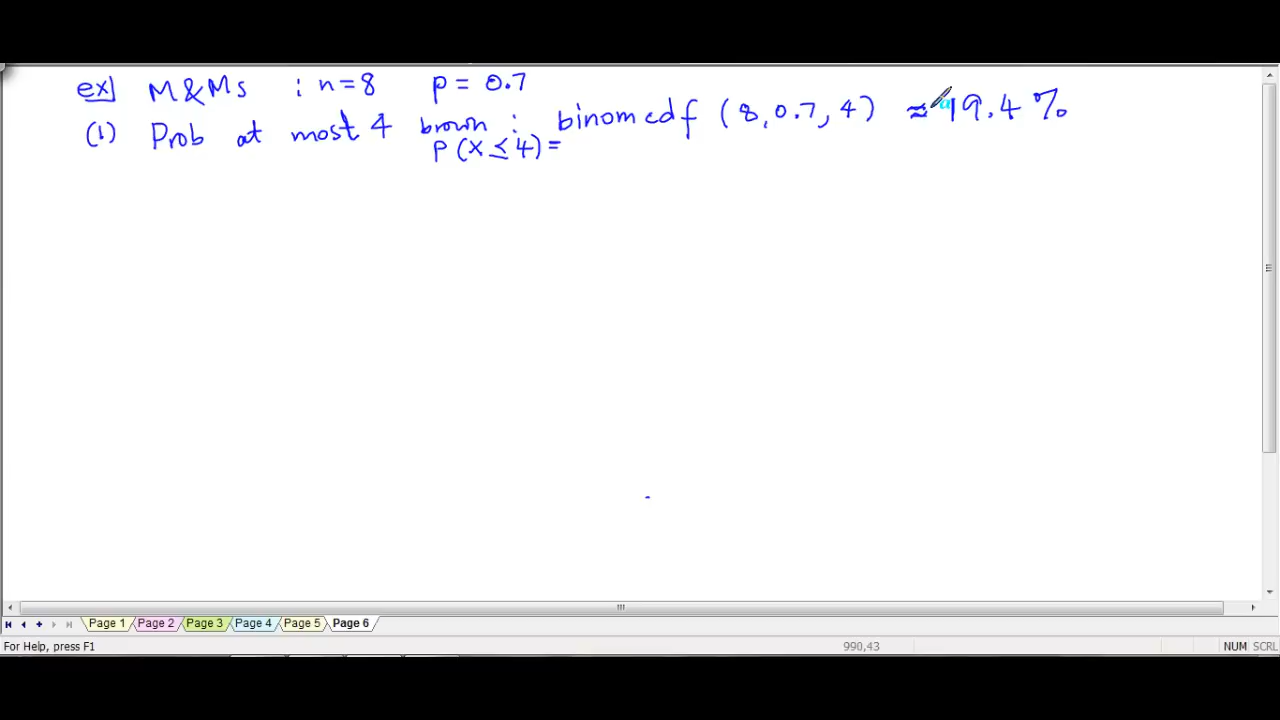 ex] M&Ms : n=8 p = 0.7
(1) Prob at most 4 brown : binomcdf (8,0.7,4) ≈ 19.4%
P(X≤4)=
Page 1 Page 2 Page 3 Page 4 Page 5 Page 6
For Help, press F1 990,43 NUM SCRL